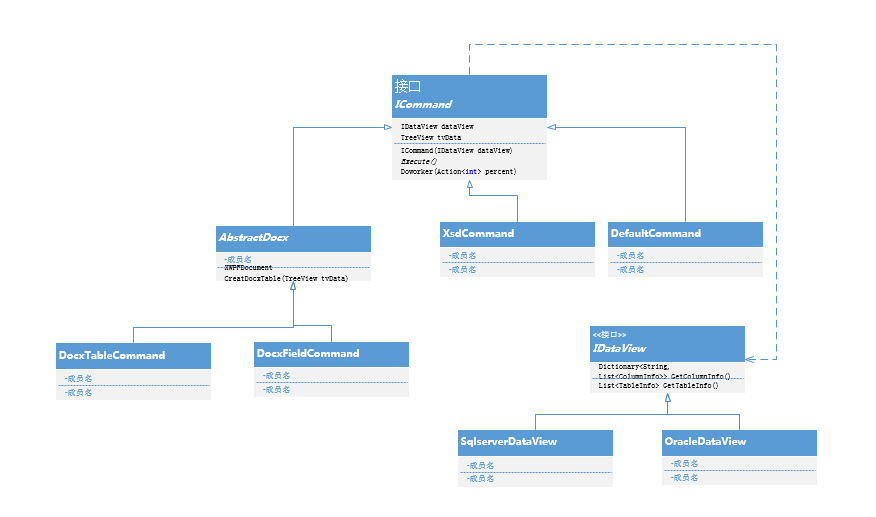 接口
ICommand
IDataView dataView
TreeView tvData
ICommand(IDataView dataView)
Execute()
Doworker(Action<int> percent)
AbstractDocx
-成员名
XWPFDocument
CreatDocxTable(TreeView tvData)
XsdCommand
-成员名
-成员名
DefaultCommand
-成员名
-成员名
DocxTableCommand
-成员名
-成员名
DocxFieldCommand
-成员名
-成员名
<<接口>>
IDataView
Dictionary<String,
List<ColumnInfo>> GetColumnInfo()
List<TableInfo> GetTableInfo()
SqlserverDataView
-成员名
-成员名
OracleDataView
-成员名
-成员名